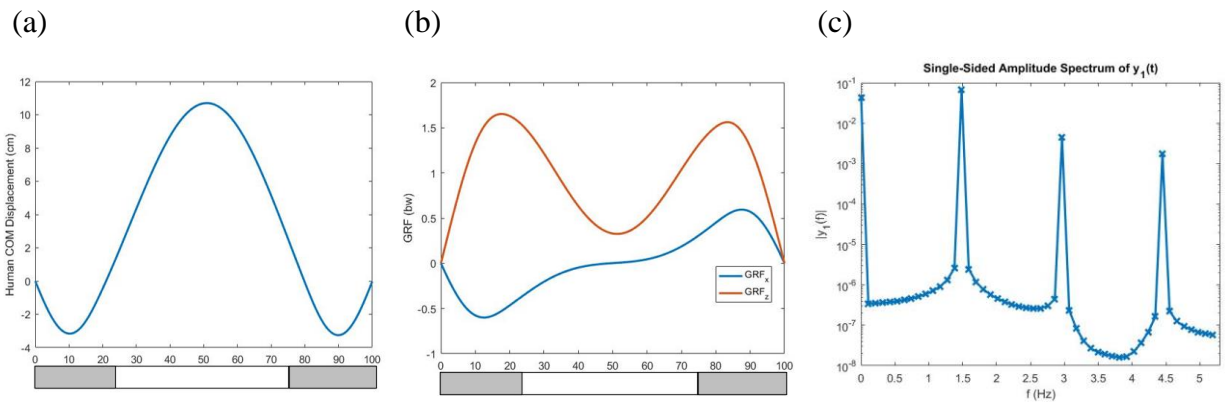 (a)
12
10
8
6
4
2
0
-2
-4
Human COM Displacement (cm)
0 10 20 30 40 50 60 70 80 90 100
(b)
2
1.5
1
0.5
0
-0.5
-1
GRF (bw)
GRFx
GRFz
0 10 20 30 40 50 60 70 80 90 100
(c)
Single-Sided Amplitude Spectrum of y1(t)
10-1
10-2
10-3
10-4
10-5
10-6
10-7
10-8
|y1(f)|
0 0.5 1 1.5 2 2.5 3 3.5 4 4.5 5
f (Hz)